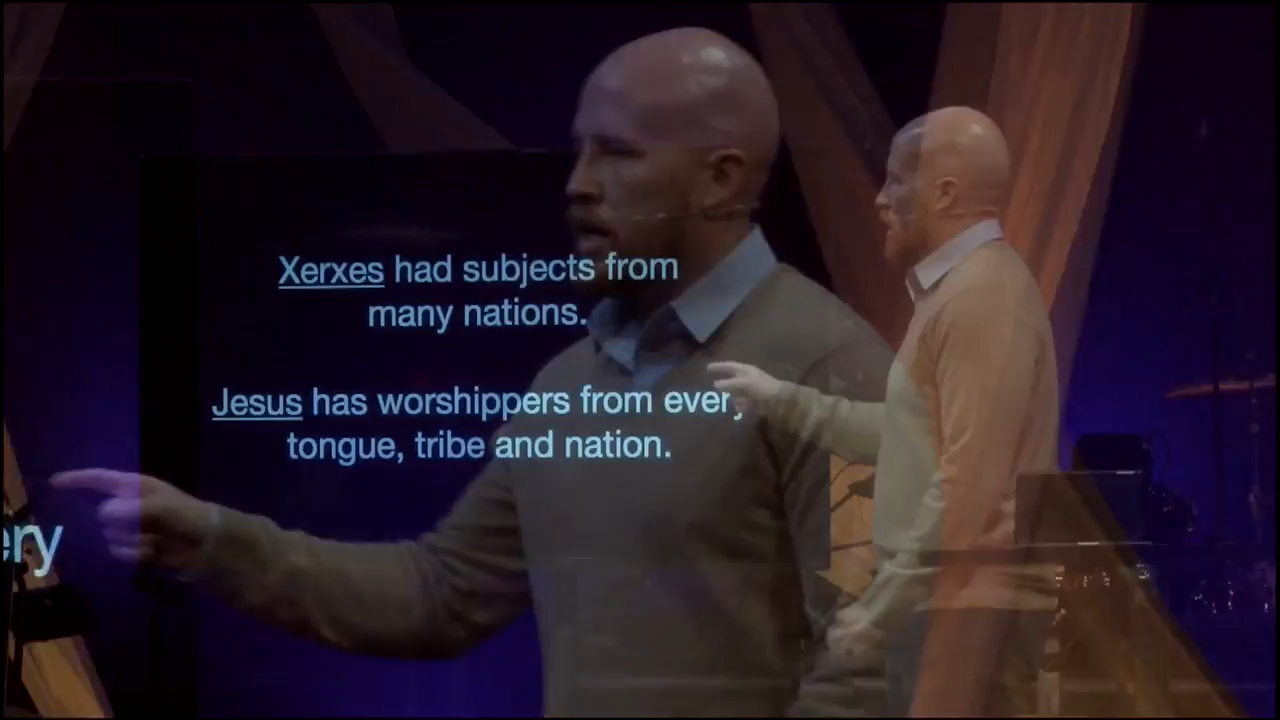 Xerxes had subjects from
many nations.
Jesus has worshippers from every
tongue, tribe and nation.
ery